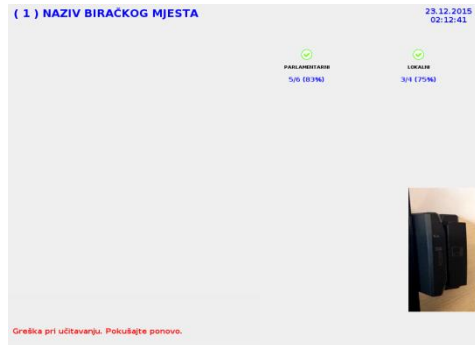 ( 1 ) NAZIV BIRAČKOG MJESTA
23.12.2015
02:12:41
PARLAMENTARNI LOKALNI
5/6 (83%) 3/4 (75%)
Greška pri učitavanju. Pokušajte ponovo.